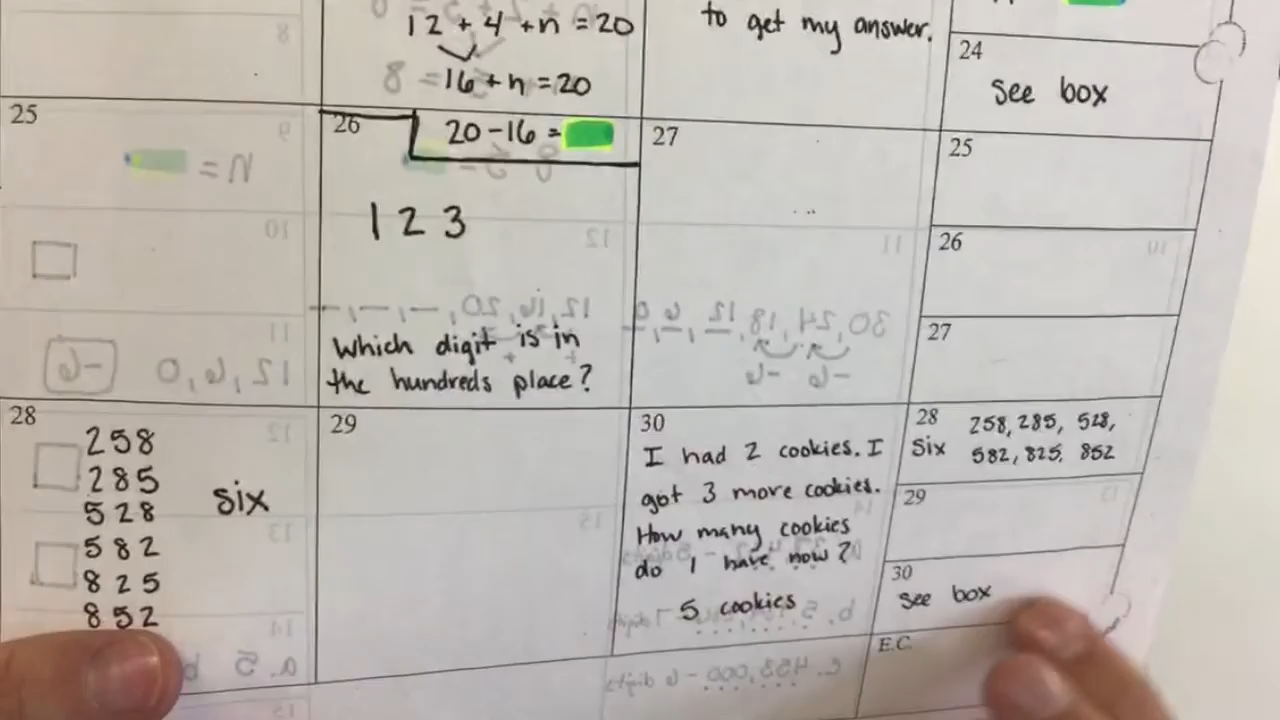 12 + 4 + n = 20
16 + n = 20
20 - 16 =
to get my answer.
24
See box
25
26
1 2 3
Which digit is in
the hundreds place?
27
25
26
27
28
258
285
528
582
825
852
six
29
30
I had 2 cookies. I
got 3 more cookies.
How many cookies
do I have now?
5 cookies
28
Six
258, 285, 528,
582, 825, 852
29
30
See box
E.C.